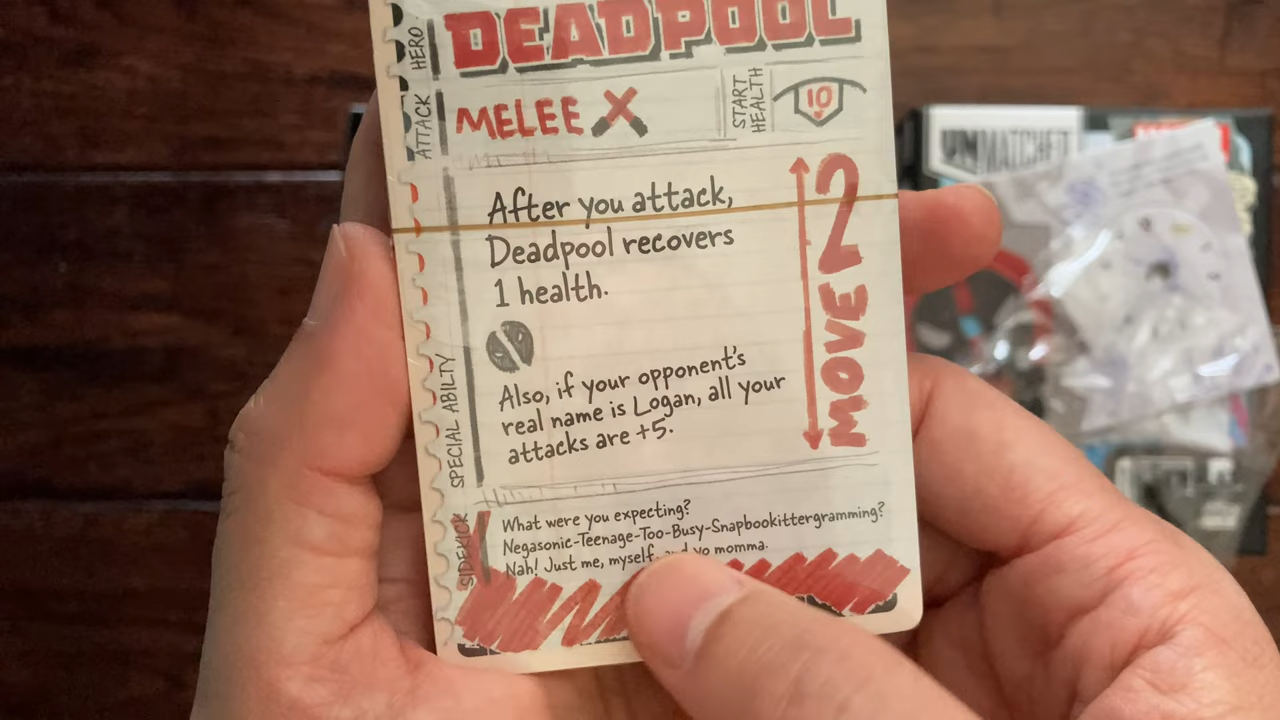 DEADPOOL
HERO
ATTACK
MELEE
START
HEALTH
10
After you attack,
Deadpool recovers
1 health.
MOVE 2
SPECIAL ABILTY
Also, if your opponent's
real name is Logan, all your
attacks are +5.
SIDEKICK
What were you expecting?
Negasonic-Teenage-Too-Busy-Snapbookittergramming?
Nah! Just me, myself, and yo momma.
UNMATCHED